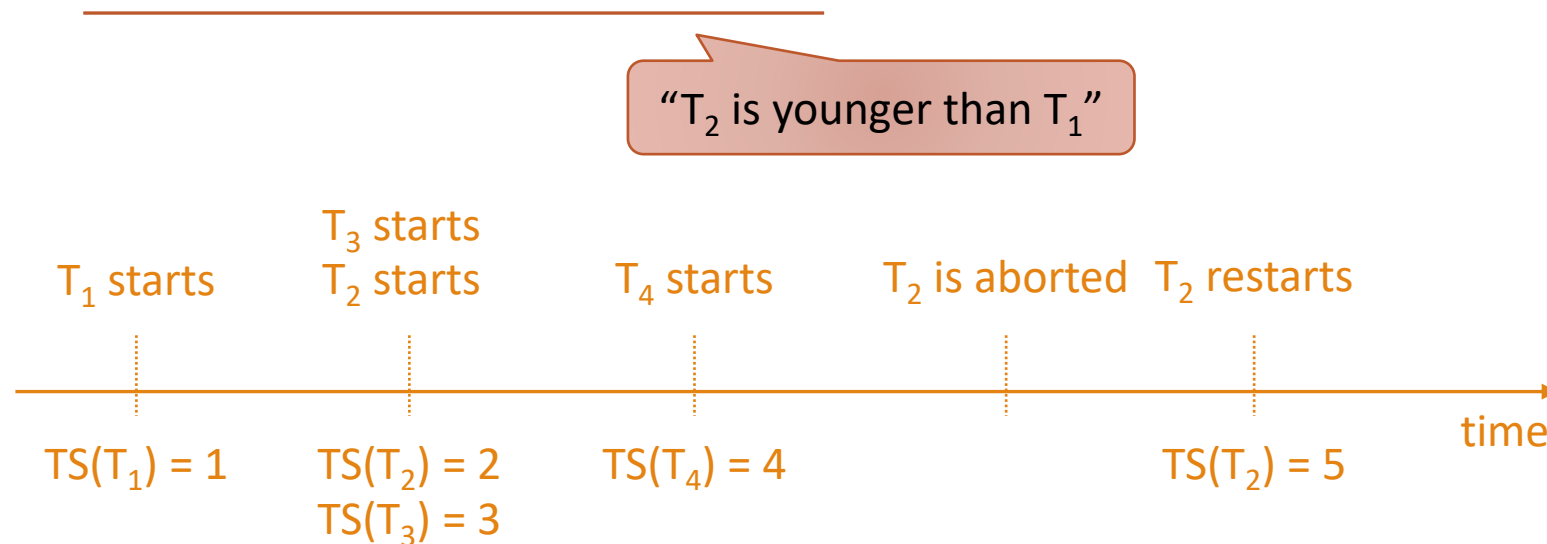 “T₂ is younger than T₁”
T₃ starts
T₁ starts T₂ starts T₄ starts T₂ is aborted T₂ restarts
time
TS(T₁) = 1 TS(T₂) = 2 TS(T₄) = 4 TS(T₂) = 5
TS(T₃) = 3